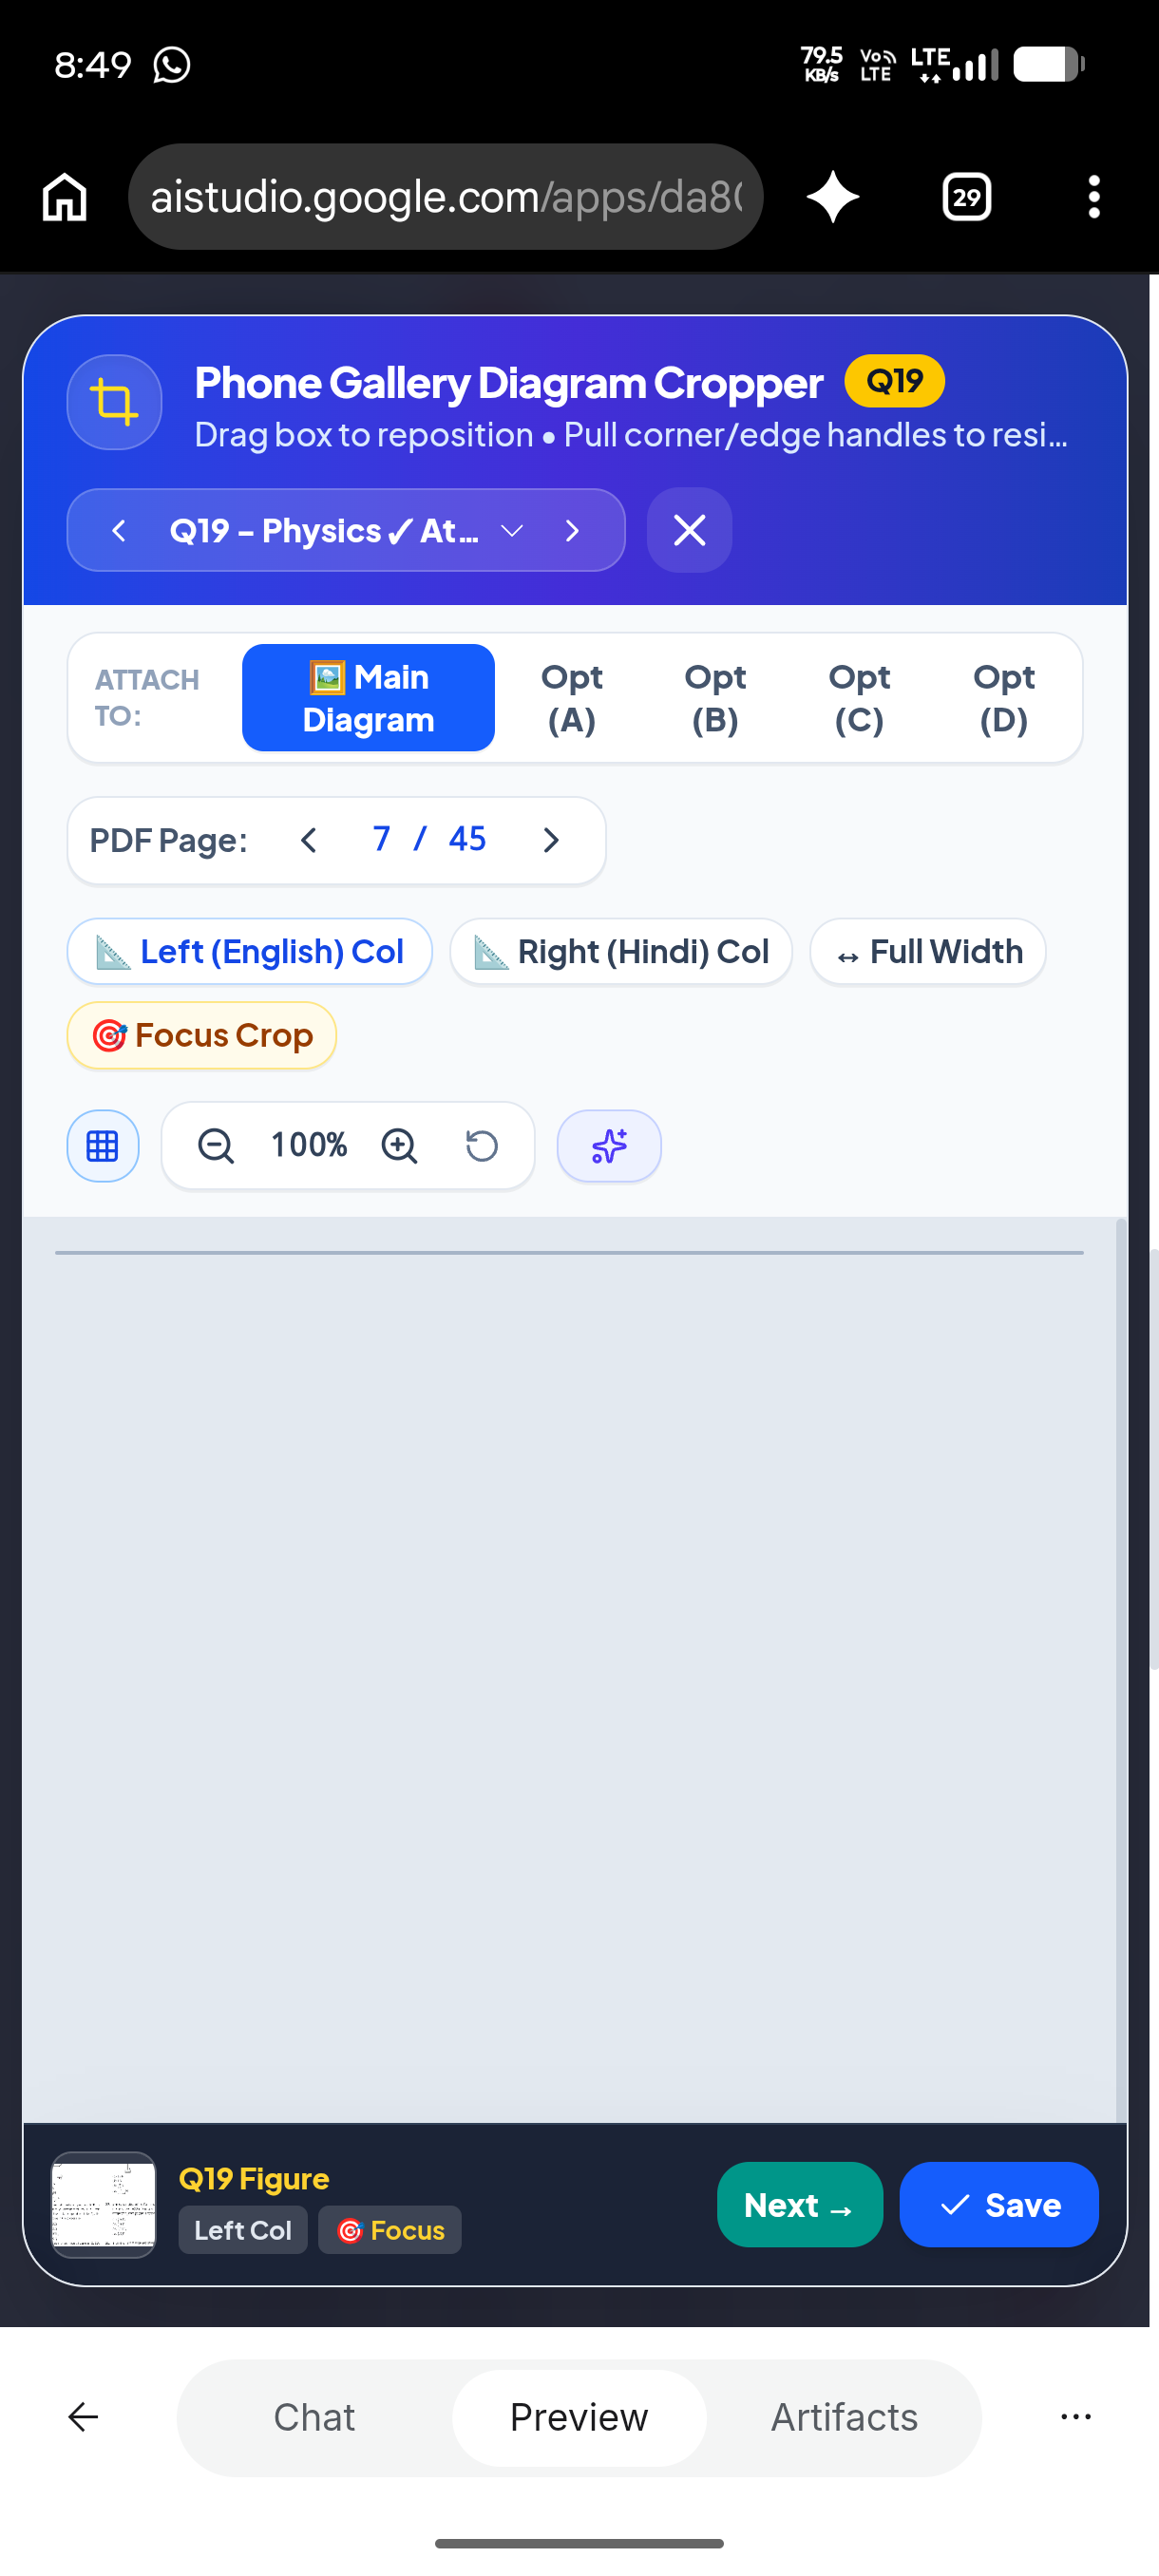 8:49
79.5 KB/s
Vo LTE
LTE
aistudio.google.com/apps/da8
29
Phone Gallery Diagram Cropper Q19
Drag box to reposition • Pull corner/edge handles to resi...
Q19 - Physics ✓ At...
ATTACH TO:
🖼️ Main Diagram
Opt (A)
Opt (B)
Opt (C)
Opt (D)
PDF Page: 7 / 45
📐 Left (English) Col
📐 Right (Hindi) Col
↔ Full Width
🎯 Focus Crop
100%
Q19 Figure
Left Col
🎯 Focus
Next →
✓ Save
Chat
Preview
Artifacts